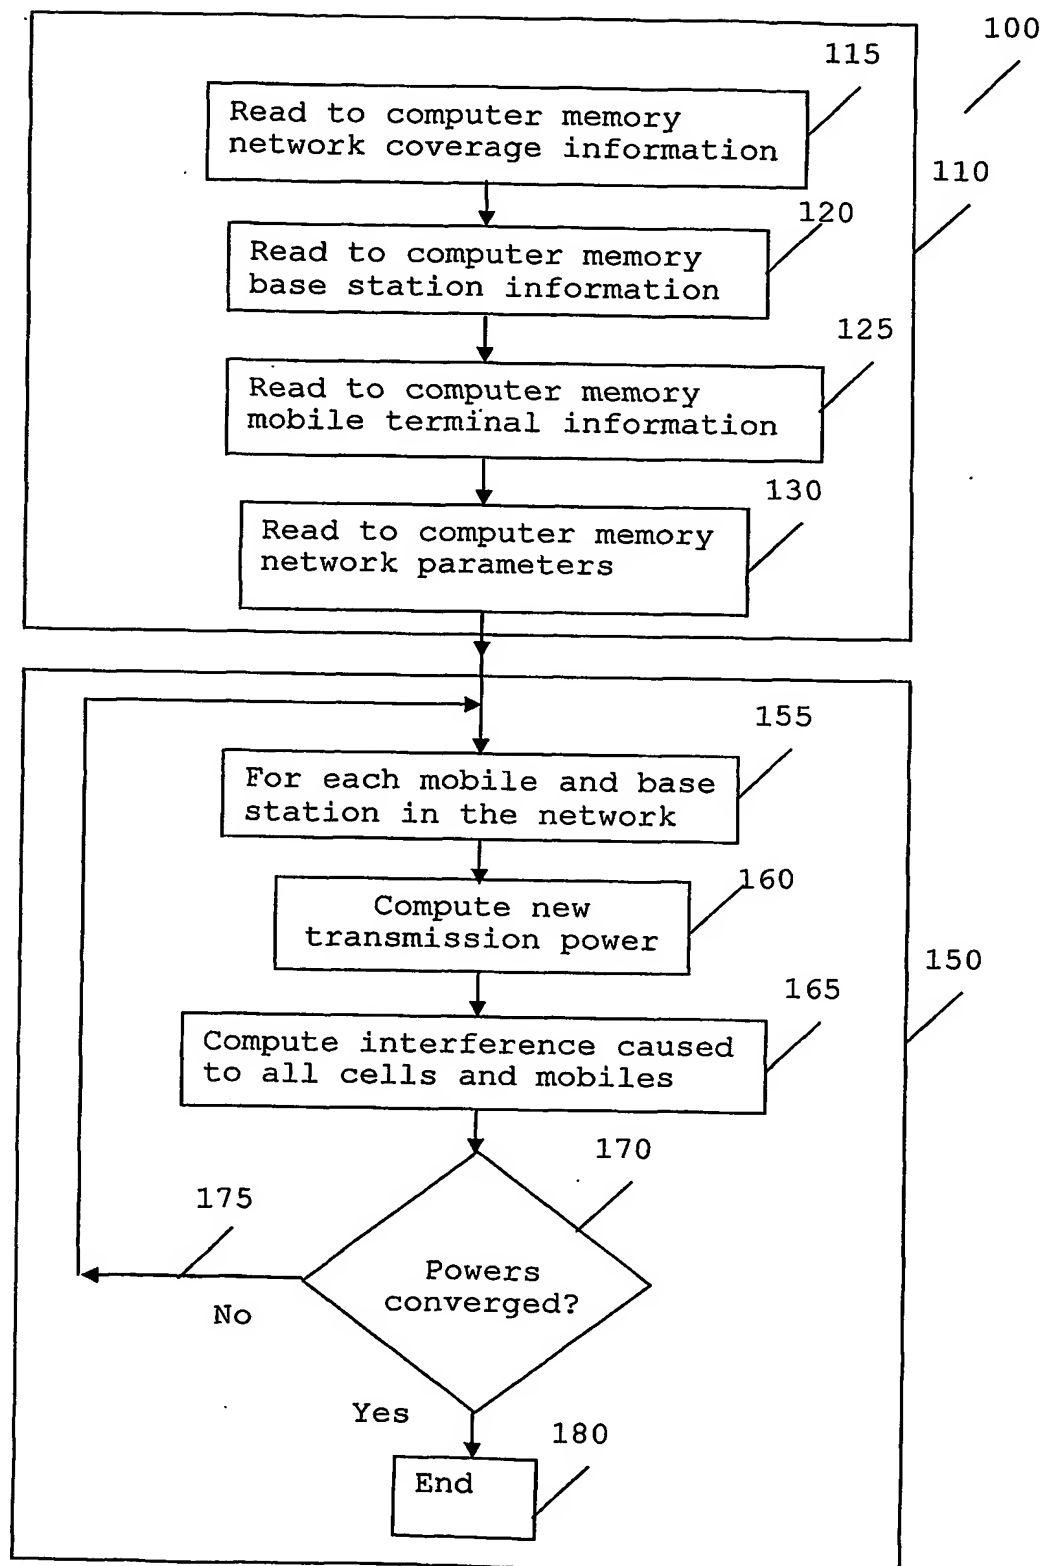 100
115
Read to computer memory
network coverage information
110
120
Read to computer memory
base station information
125
Read to computer memory
mobile terminal information
130
Read to computer memory
network parameters
155
For each mobile and base
station in the network
160
Compute new
transmission power
150
165
Compute interference caused
to all cells and mobiles
170
175
Powers
converged?
No
Yes
180
End